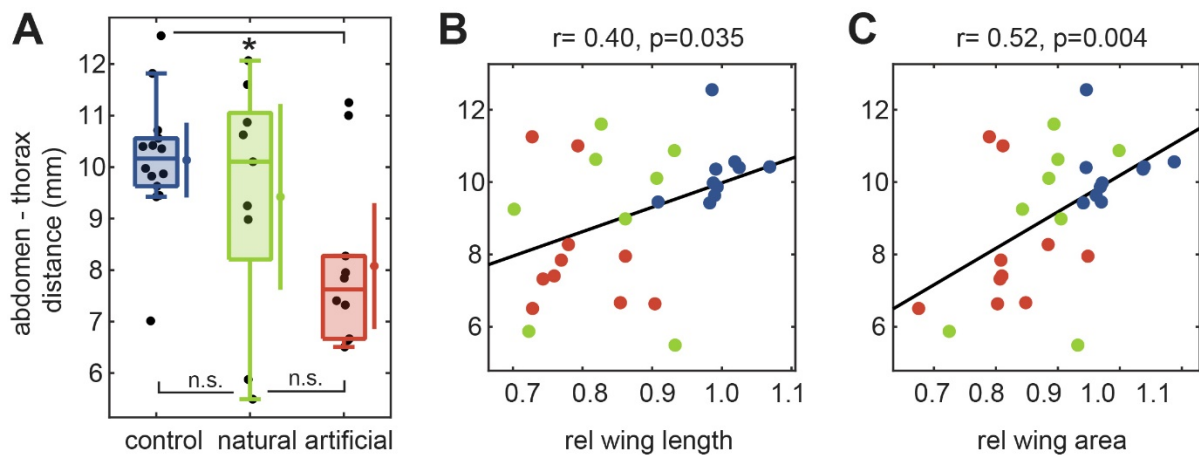 A
*
12
11
10
9
8
7
6
abdomen - thorax
distance (mm)
n.s.
n.s.
control natural artificial
B
r= 0.40, p=0.035
12
10
8
6
0.7 0.8 0.9 1.0 1.1
rel wing length
C
r= 0.52, p=0.004
12
10
8
6
0.7 0.8 0.9 1.0 1.1
rel wing area